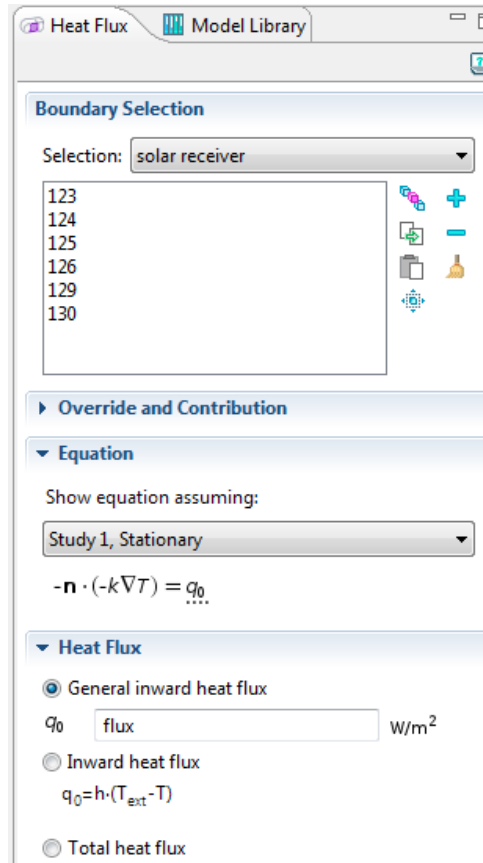 Heat Flux Model Library
Boundary Selection
Selection: solar receiver
123
124
125
126
129
130
Override and Contribution
Equation
Show equation assuming:
Study 1, Stationary
-n · (-k∇T) = q₀
Heat Flux
General inward heat flux
q₀ flux W/m²
Inward heat flux
q₀=h·(Tₑₓₜ-T)
Total heat flux